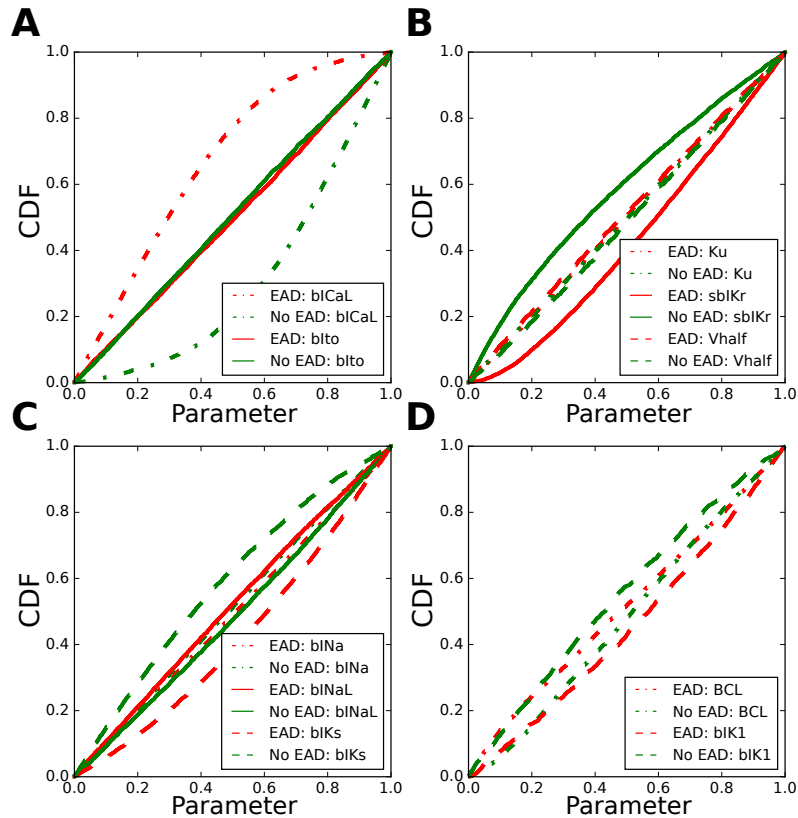 A
1.0
0.8
0.6
0.4
0.2
0.0
CDF
0.0 0.2 0.4 0.6 0.8 1.0
Parameter
EAD: bICaL
No EAD: bICaL
EAD: bIto
No EAD: bIto
B
1.0
0.8
0.6
0.4
0.2
0.0
CDF
0.0 0.2 0.4 0.6 0.8 1.0
Parameter
EAD: Ku
No EAD: Ku
EAD: sbIKr
No EAD: sbIKr
EAD: Vhalf
No EAD: Vhalf
C
1.0
0.8
0.6
0.4
0.2
0.0
CDF
0.0 0.2 0.4 0.6 0.8 1.0
Parameter
EAD: bINa
No EAD: bINa
EAD: bINaL
No EAD: bINaL
EAD: bIKs
No EAD: bIKs
D
1.0
0.8
0.6
0.4
0.2
0.0
CDF
0.0 0.2 0.4 0.6 0.8 1.0
Parameter
EAD: BCL
No EAD: BCL
EAD: bIK1
No EAD: bIK1